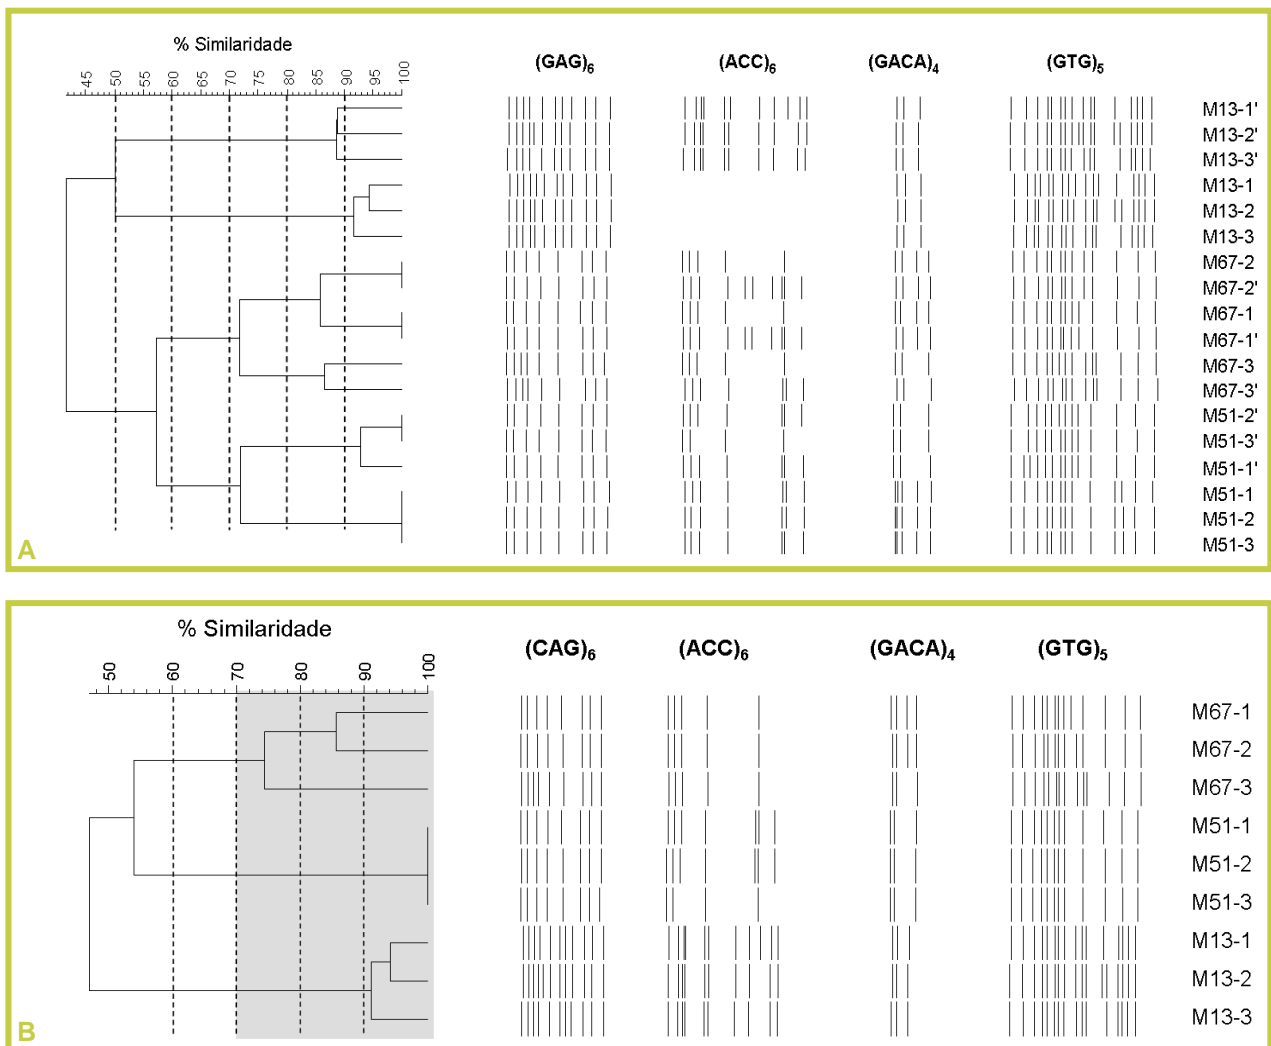 % Similaridade
(GAG)6 (ACC)6 (GACA)4 (GTG)5
45 50 55 60 65 70 75 80 85 90 95 100
M13-1'
M13-2'
M13-3'
M13-1
M13-2
M13-3
M67-2
M67-2'
M67-1
M67-1'
M67-3
M67-3'
M51-2'
M51-3'
M51-1'
M51-1
M51-2
M51-3
A
% Similaridade
(CAG)6 (ACC)6 (GACA)4 (GTG)5
50 60 70 80 90 100
M67-1
M67-2
M67-3
M51-1
M51-2
M51-3
M13-1
M13-2
M13-3
B